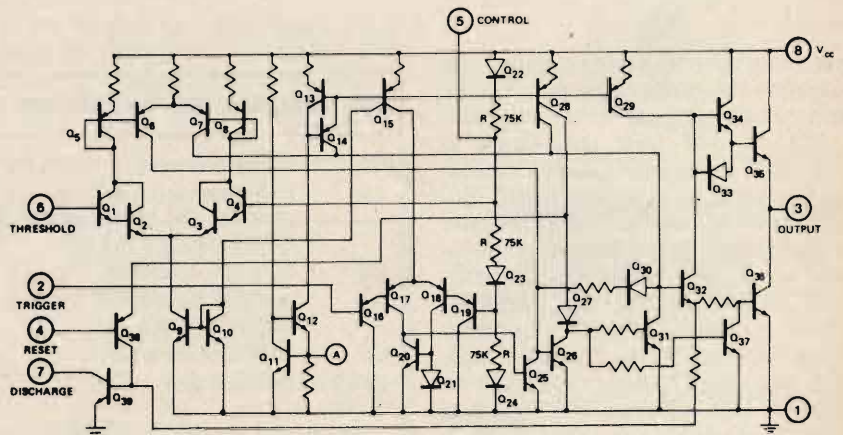 5 CONTROL
8 Vcc
Q22
Q13
Q14
Q15
R 75K
Q28
Q29
Q34
Q5
Q6
Q7
Q8
Q33
Q35
6 THRESHOLD
Q1
Q2
Q3
Q4
R 75K
Q23
3 OUTPUT
Q30
Q32
2 TRIGGER
Q16
Q17
Q18
Q19
Q27
4 RESET
Q38
Q9
Q10
Q12
Q11
A
Q20
Q21
75K R
Q24
Q25
Q26
Q31
Q37
Q36
7 DISCHARGE
Q39
1